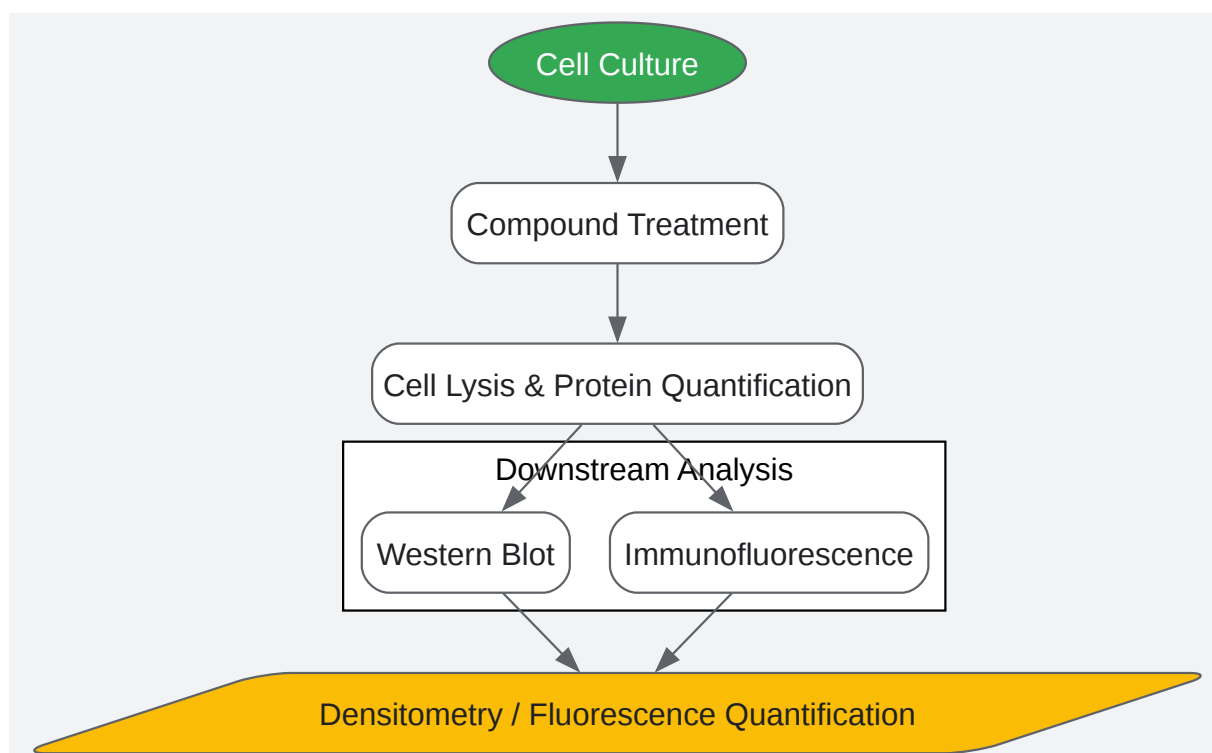 Cell Culture
Compound Treatment
Cell Lysis & Protein Quantification
Downstream Analysis
Western Blot
Immunofluorescence
Densitometry / Fluorescence Quantification